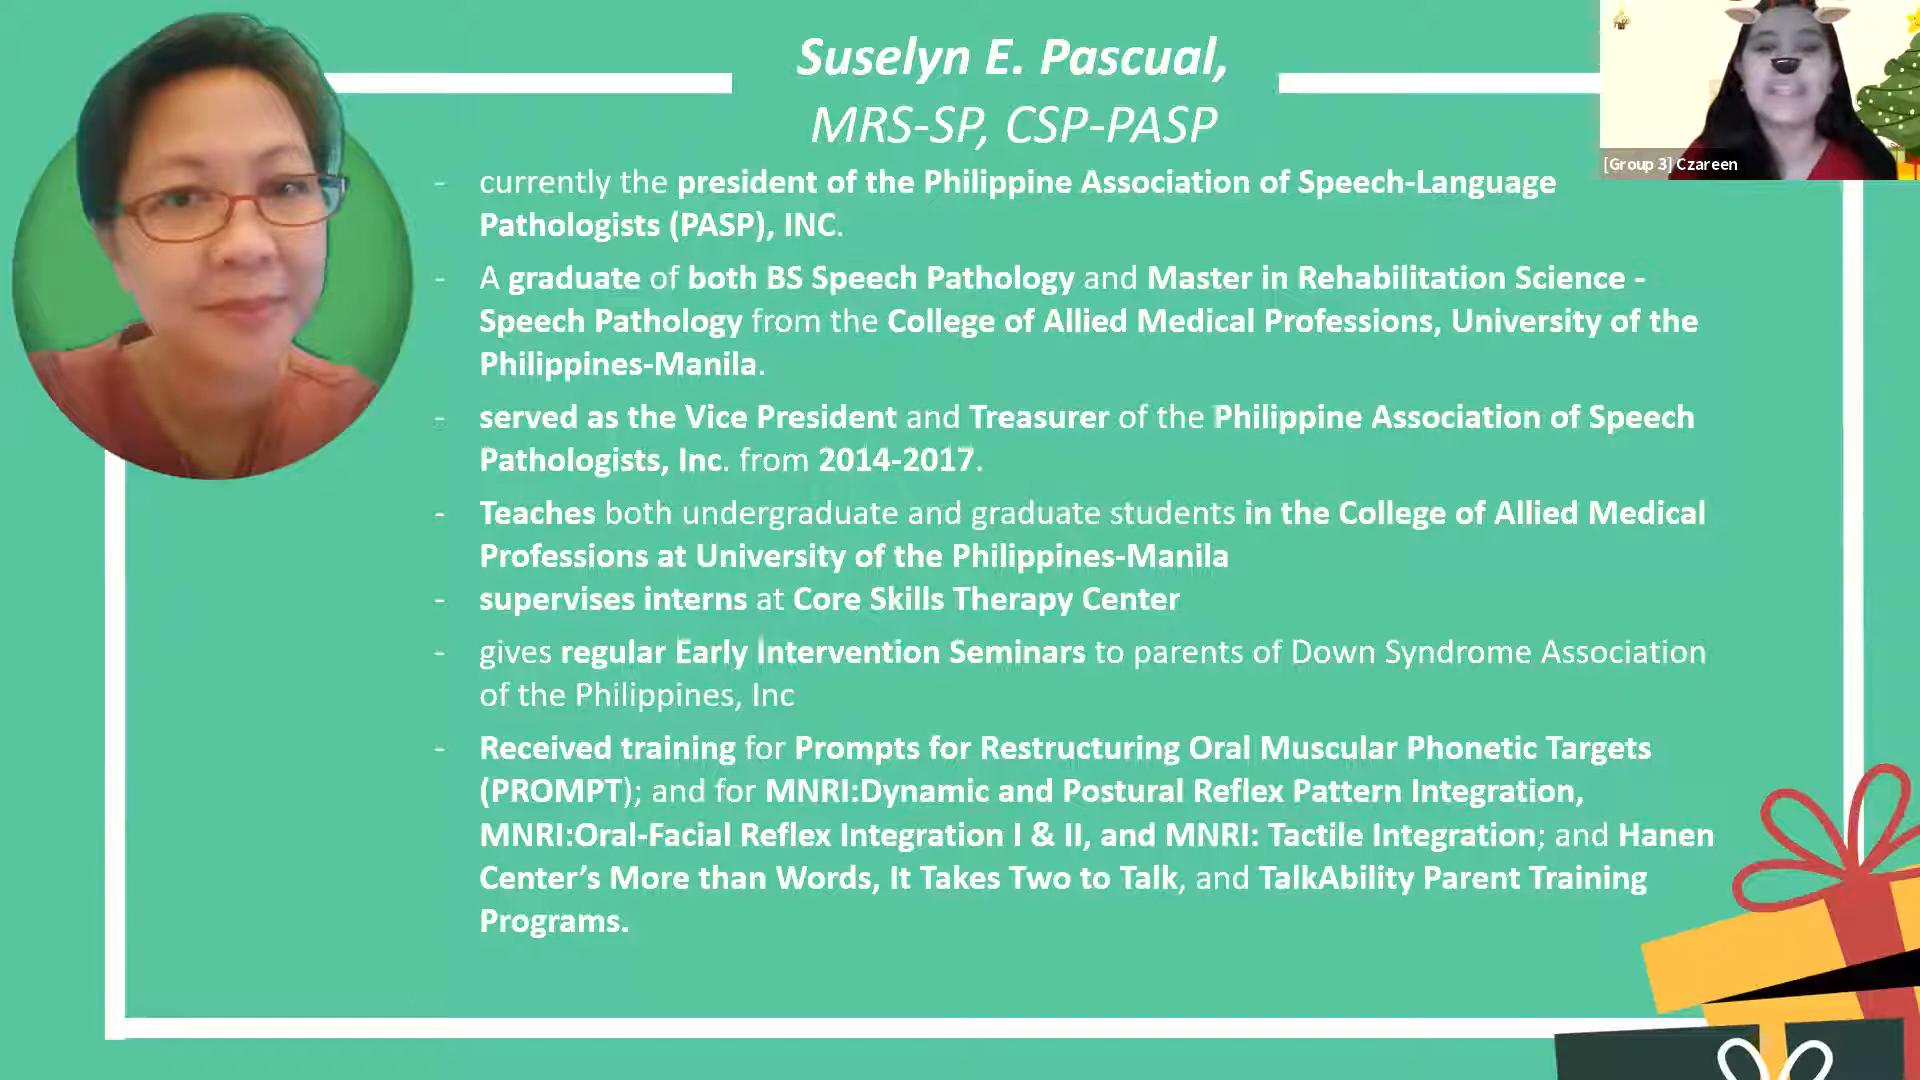 Suselyn E. Pascual,
MRS-SP, CSP-PASP
[Group 3] Czareen
- currently the president of the Philippine Association of Speech-Language
Pathologists (PASP), INC.
- A graduate of both BS Speech Pathology and Master in Rehabilitation Science -
Speech Pathology from the College of Allied Medical Professions, University of the
Philippines-Manila.
- served as the Vice President and Treasurer of the Philippine Association of Speech
Pathologists, Inc. from 2014-2017.
- Teaches both undergraduate and graduate students in the College of Allied Medical
Professions at University of the Philippines-Manila
- supervises interns at Core Skills Therapy Center
- gives regular Early Intervention Seminars to parents of Down Syndrome Association
of the Philippines, Inc
- Received training for Prompts for Restructuring Oral Muscular Phonetic Targets
(PROMPT); and for MNRI:Dynamic and Postural Reflex Pattern Integration,
MNRI:Oral-Facial Reflex Integration I & II, and MNRI: Tactile Integration; and Hanen
Center’s More than Words, It Takes Two to Talk, and TalkAbility Parent Training
Programs.